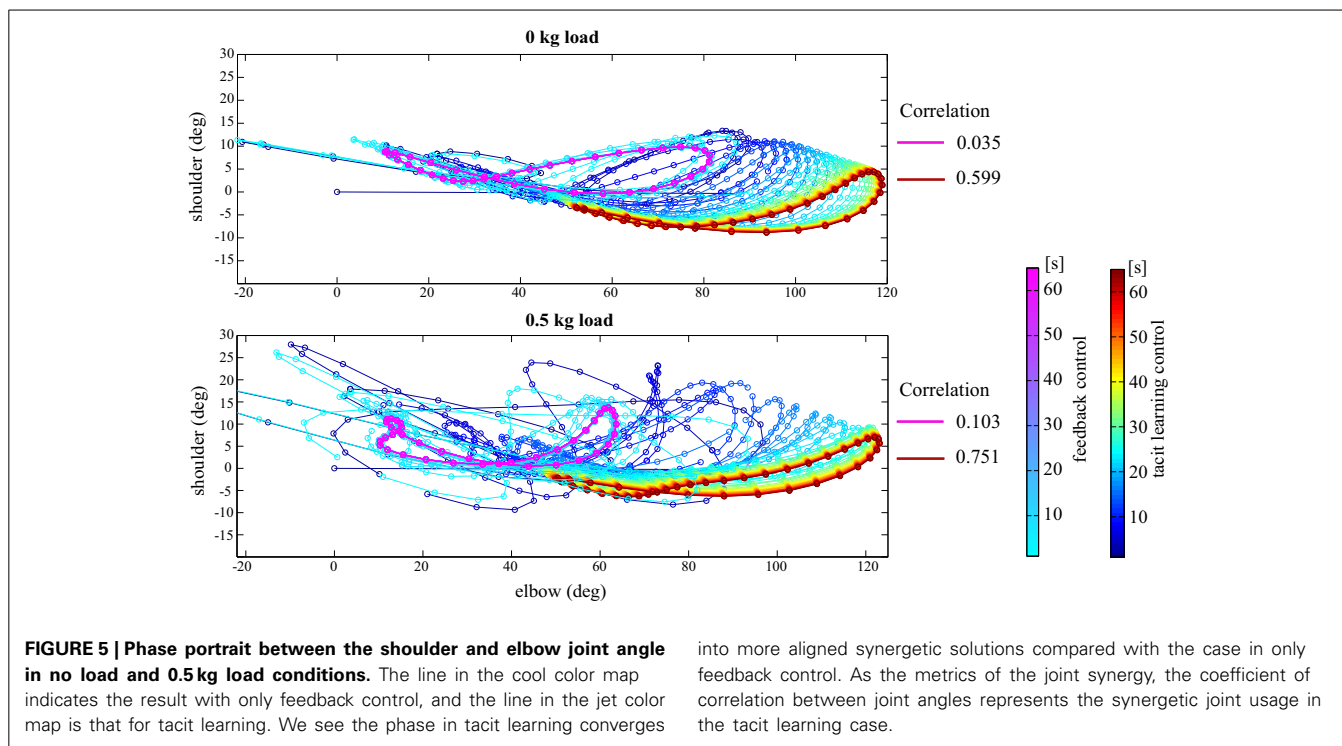 0 kg load
30
25
20
15
10
5
0
-5
-10
-15
shoulder (deg)
-20 0 20 40 60 80 100 120
Correlation
0.035
0.599
0.5 kg load
30
25
20
15
10
5
0
-5
-10
-15
shoulder (deg)
-20 0 20 40 60 80 100 120
elbow (deg)
Correlation
0.103
0.751
[s]
60
50
40
30
20
10
feedback control
[s]
60
50
40
30
20
10
tacit learning control
FIGURE 5 | Phase portrait between the shoulder and elbow joint angle
in no load and 0.5 kg load conditions. The line in the cool color map
indicates the result with only feedback control, and the line in the jet color
map is that for tacit learning. We see the phase in tacit learning converges
into more aligned synergetic solutions compared with the case in only
feedback control. As the metrics of the joint synergy, the coefficient of
correlation between joint angles represents the synergetic joint usage in
the tacit learning case.